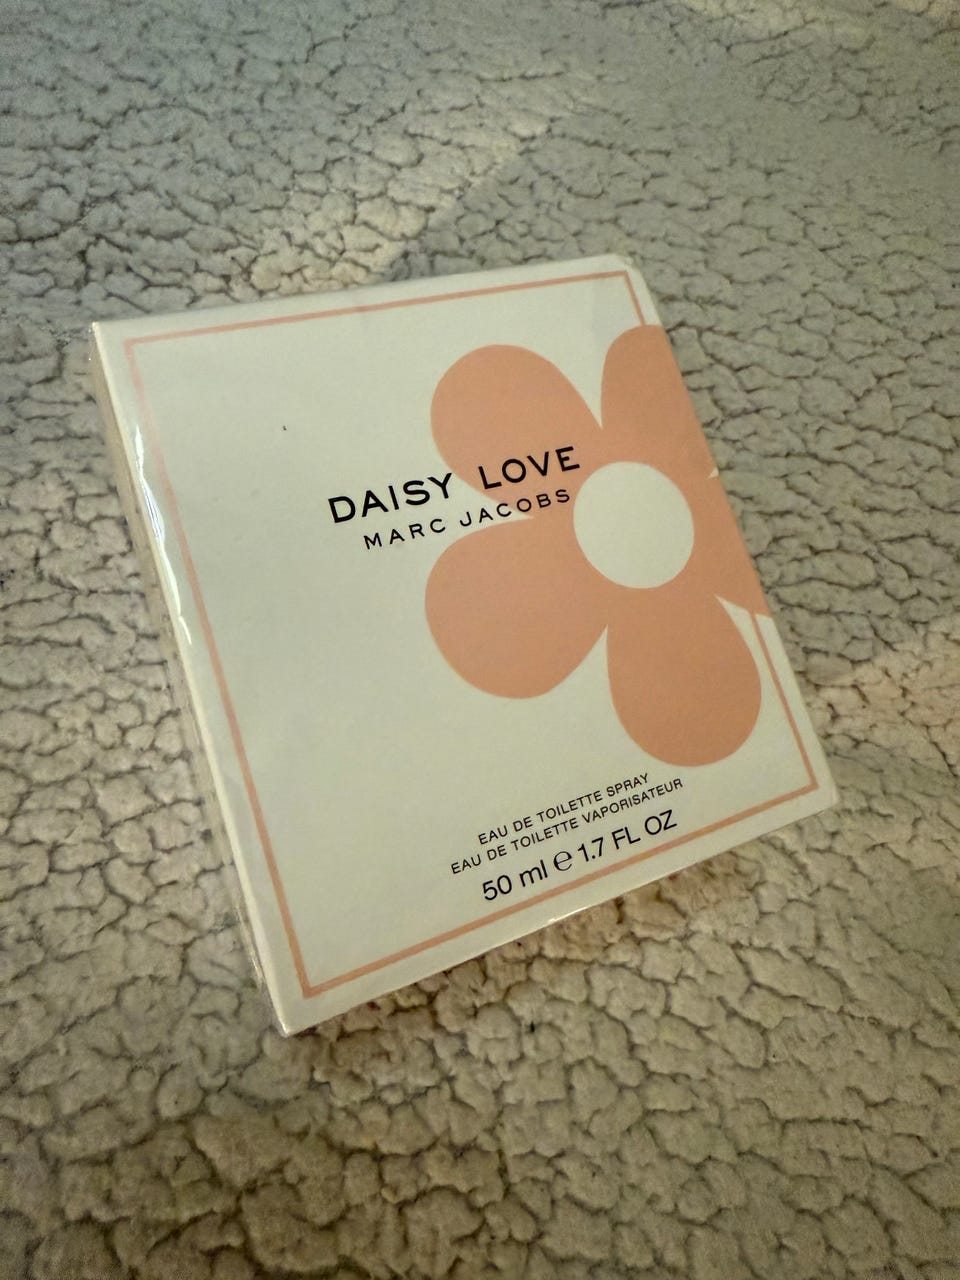 DAISY LOVE
MARC JACOBS
EAU DE TOILETTE SPRAY
EAU DE TOILETTE VAPORISATEUR
50 ml ℮ 1.7 FL OZ